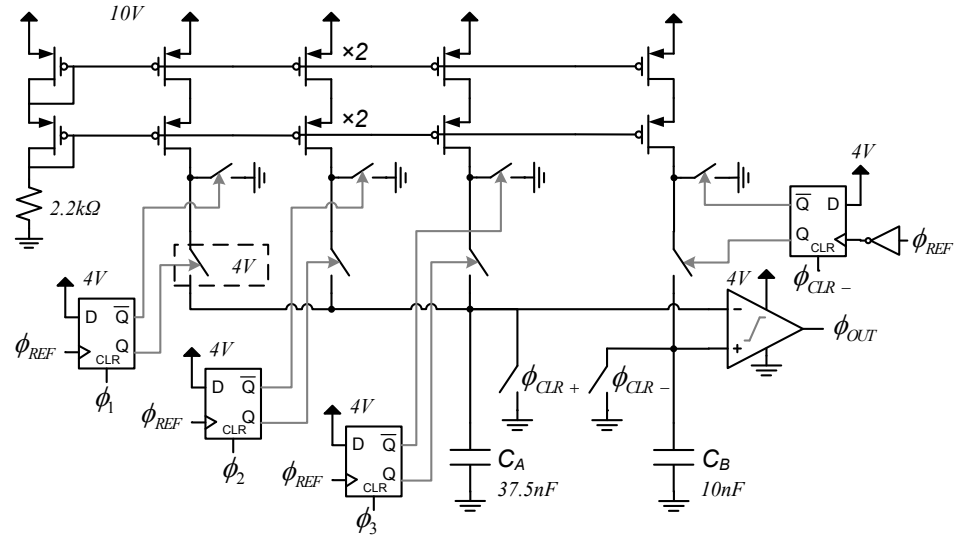 10V
×2
×2
2.2kΩ
4V
Q̅ D
Q
CLR
ϕREF
ϕCLR −
4V
4V
D Q̅
Q
CLR
ϕREF
ϕ1
4V
−
+
ϕOUT
4V
D Q̅
Q
CLR
ϕREF
ϕ2
ϕCLR +
ϕCLR −
4V
D Q̅
Q
CLR
ϕREF
ϕ3
CA
37.5nF
CB
10nF